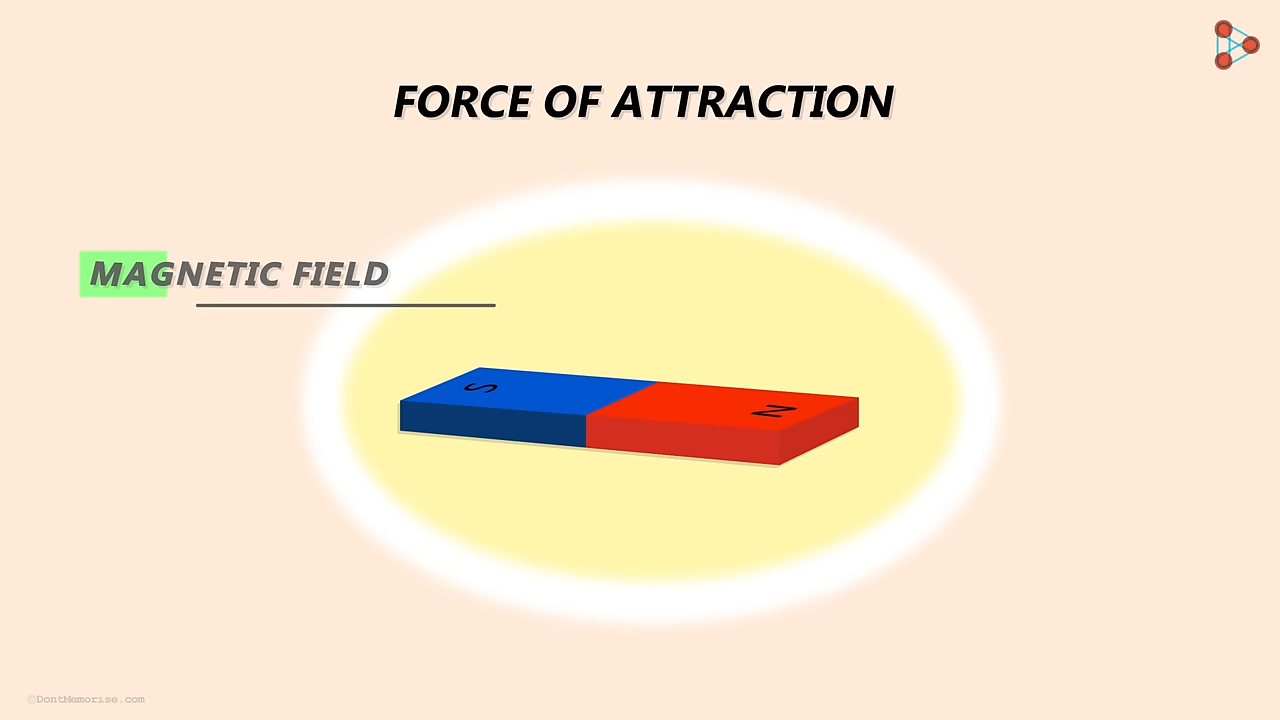 FORCE OF ATTRACTION
MAGNETIC FIELD
S
N
©DontMemorise.com